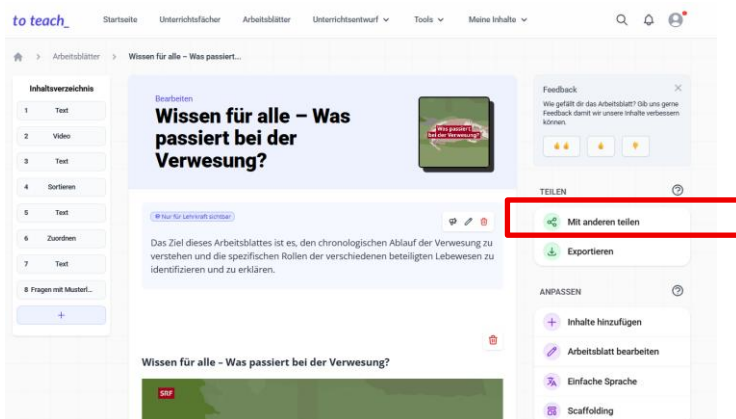 to teach_
Startseite
Unterrichtsfächer
Arbeitsblätter
Unterrichtsentwurf
Tools
Meine Inhalte
> Arbeitsblätter > Wissen für alle – Was passiert...
Inhaltsverzeichnis
1 Text
2 Video
3 Text
4 Sortieren
5 Text
6 Zuordnen
7 Text
8 Fragen mit Musterl...
+
Bearbeiten
Wissen für alle – Was
passiert bei der
Verwesung?
Was passiert
bei der Verwesung?
Nur für Lehrkraft sichtbar
Das Ziel dieses Arbeitsblattes ist es, den chronologischen Ablauf der Verwesung zu
verstehen und die spezifischen Rollen der verschiedenen beteiligten Lebewesen zu
identifizieren und zu erklären.
Wissen für alle – Was passiert bei der Verwesung?
SRF
Feedback
Wie gefällt dir das Arbeitsblatt? Gib uns gerne
Feedback damit wir unsere Inhalte verbessern
können.
TEILEN
Mit anderen teilen
Exportieren
ANPASSEN
Inhalte hinzufügen
Arbeitsblatt bearbeiten
Einfache Sprache
Scaffolding